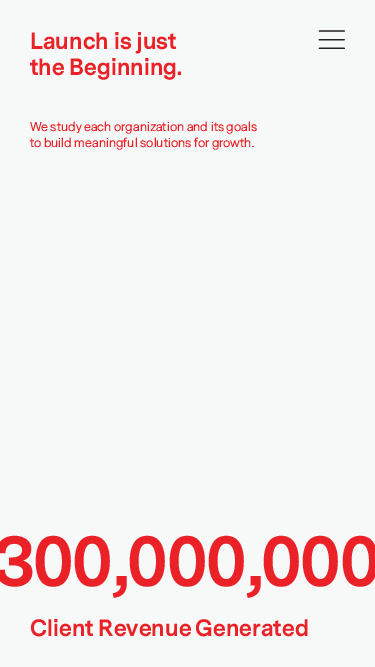 Launch is just
the Beginning.
We study each organization and its goals
to build meaningful solutions for growth.
300,000,000
Client Revenue Generated